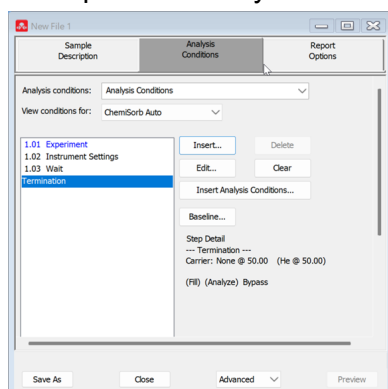 New File 1
Sample Description
Analysis Conditions
Report Options
Analysis conditions: Analysis Conditions
View conditions for: ChemiSorb Auto
1.01 Experiment
1.02 Instrument Settings
1.03 Wait
Termination
Insert... Delete
Edit... Clear
Insert Analysis Conditions...
Baseline...
Step Detail
--- Termination ---
Carrier: None @ 50.00 (He @ 50.00)
(Fill) (Analyze) Bypass
Save As Close Advanced Preview